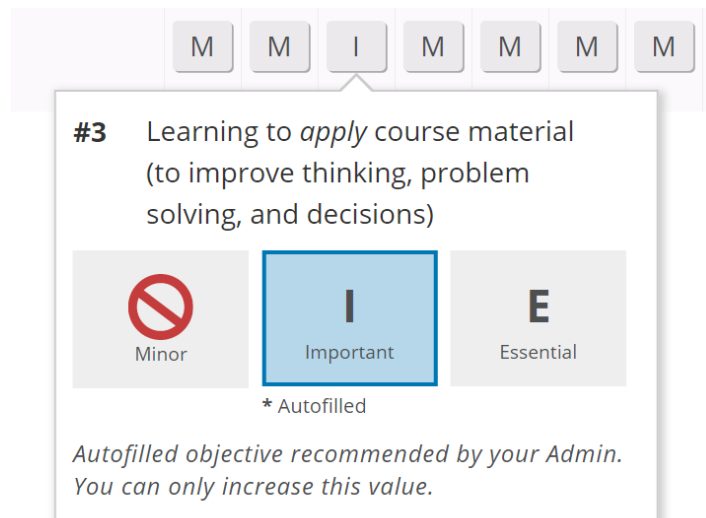 M M I M M M M
#3 Learning to apply course material
(to improve thinking, problem
solving, and decisions)
I E
Minor Important Essential
* Autofilled
Autofilled objective recommended by your Admin.
You can only increase this value.